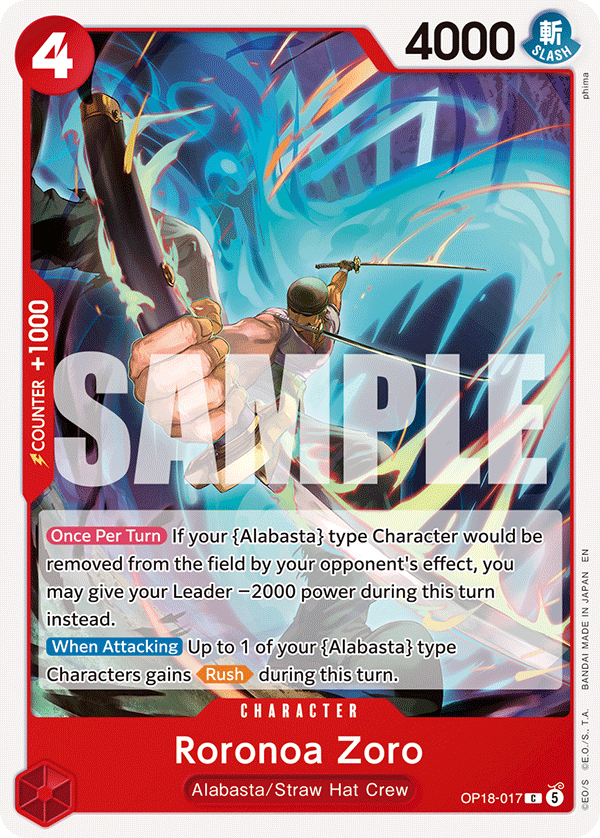 4
4000
斬
SLASH
phima
COUNTER +1000
SAMPLE
Once Per Turn If your {Alabasta} type Character would be
removed from the field by your opponent's effect, you
may give your Leader −2000 power during this turn
instead.
When Attacking Up to 1 of your {Alabasta} type
Characters gains Rush during this turn.
CHARACTER
Roronoa Zoro
Alabasta/Straw Hat Crew
OP18-017 C 5
©EO/S ©E.O./S., T.A. BANDAI MADE IN JAPAN EN